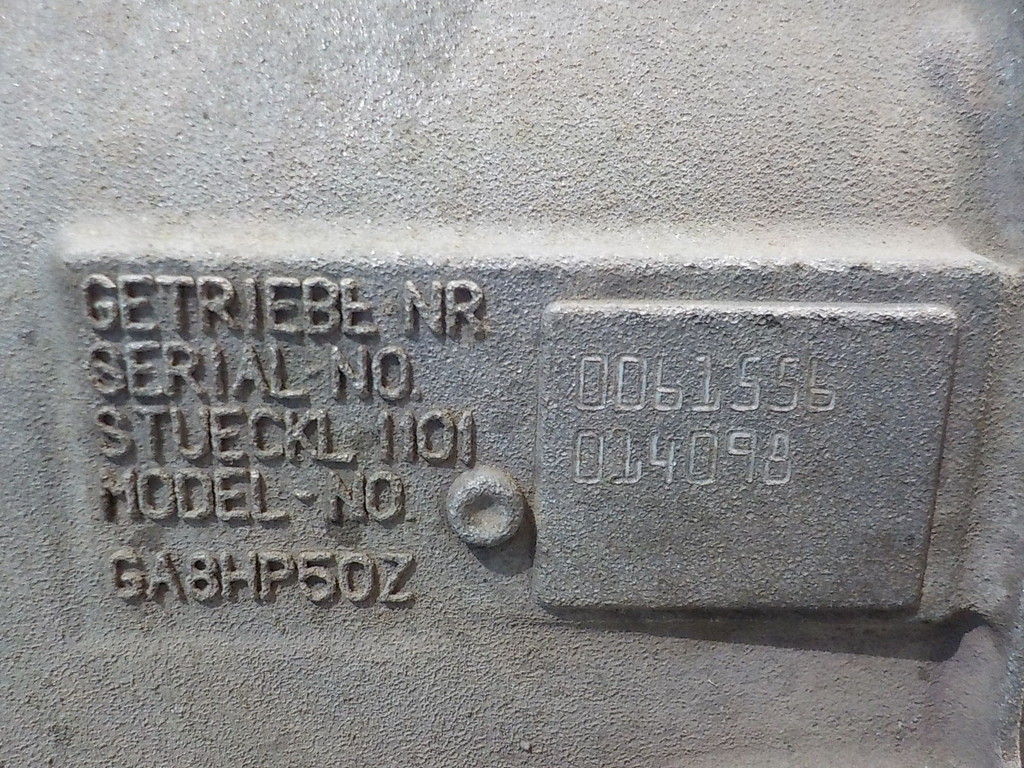 GETRIEBE-NR.
SERIAL-NO.
STUECKL. 1101
MODEL-NO.
GA8HP50Z
0061556
014098